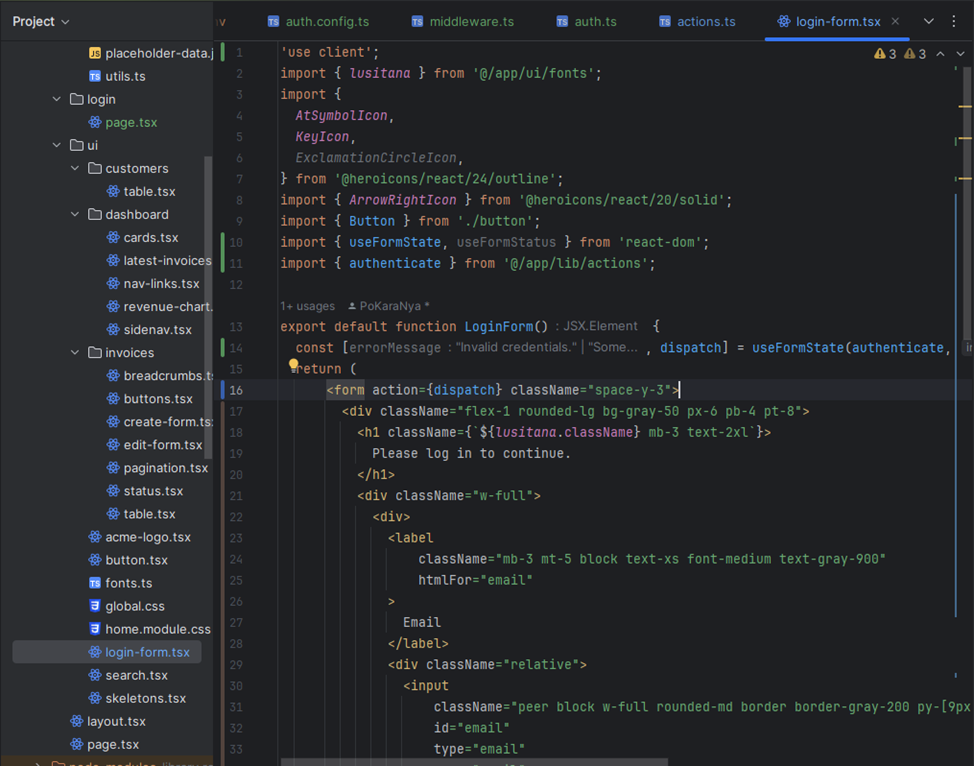 Project
v
auth.config.ts
middleware.ts
auth.ts
actions.ts
login-form.tsx
placeholder-data.j
utils.ts
login
page.tsx
ui
customers
table.tsx
dashboard
cards.tsx
latest-invoices
nav-links.tsx
revenue-chart.
sidenav.tsx
invoices
breadcrumbs.ts
buttons.tsx
create-form.tsx
edit-form.tsx
pagination.tsx
status.tsx
table.tsx
acme-logo.tsx
button.tsx
fonts.ts
global.css
home.module.css
login-form.tsx
search.tsx
skeletons.tsx
layout.tsx
page.tsx
3 3
1 'use client';
2 import { lusitana } from '@/app/ui/fonts';
3 import {
4 AtSymbolIcon,
5 KeyIcon,
6 ExclamationCircleIcon,
7 } from '@heroicons/react/24/outline';
8 import { ArrowRightIcon } from '@heroicons/react/20/solid';
9 import { Button } from './button';
10 import { useFormState, useFormStatus } from 'react-dom';
11 import { authenticate } from '@/app/lib/actions';
12
1+ usages PoKaraNya *
13 export default function LoginForm() : JSX.Element {
14 const [errorMessage : "Invalid credentials." | "Some... , dispatch] = useFormState(authenticate, in
15 return (
16 <form action={dispatch} className="space-y-3">
17 <div className="flex-1 rounded-lg bg-gray-50 px-6 pb-4 pt-8">
18 <h1 className={`${lusitana.className} mb-3 text-2xl`}>
19 Please log in to continue.
20 </h1>
21 <div className="w-full">
22 <div>
23 <label
24 className="mb-3 mt-5 block text-xs font-medium text-gray-900"
25 htmlFor="email"
26 >
27 Email
28 </label>
29 <div className="relative">
30 <input
31 className="peer block w-full rounded-md border border-gray-200 py-[9px
32 id="email"
33 type="email"